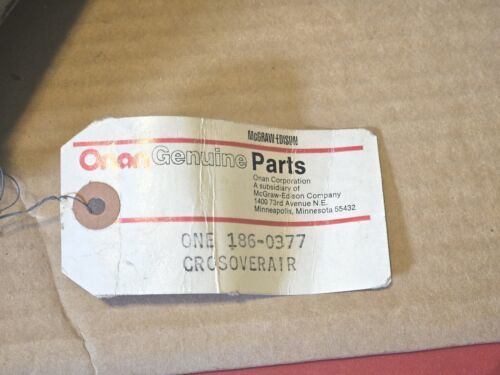 McGRAW-EDISON
Onan Genuine Parts
Onan Corporation
A subsidiary of
McGraw-Edison Company
1400 73rd Avenue N.E.
Minneapolis, Minnesota 55432
ONE 186-0377
CROSOVERAIR